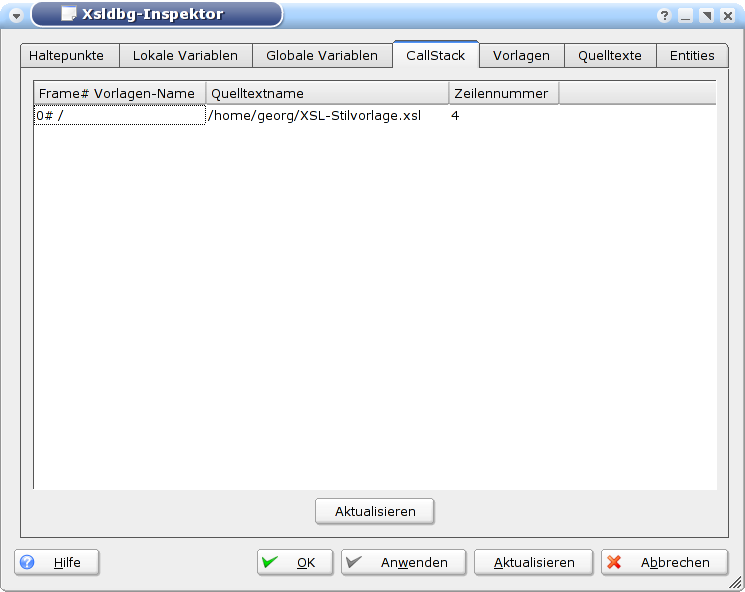 Xsldbg-Inspektor
Haltepunkte Lokale Variablen Globale Variablen CallStack Vorlagen Quelltexte Entities
Frame# Vorlagen-Name Quelltextname Zeilennummer
0# / /home/georg/XSL-Stilvorlage.xsl 4
Aktualisieren
Hilfe OK Anwenden Aktualisieren Abbrechen